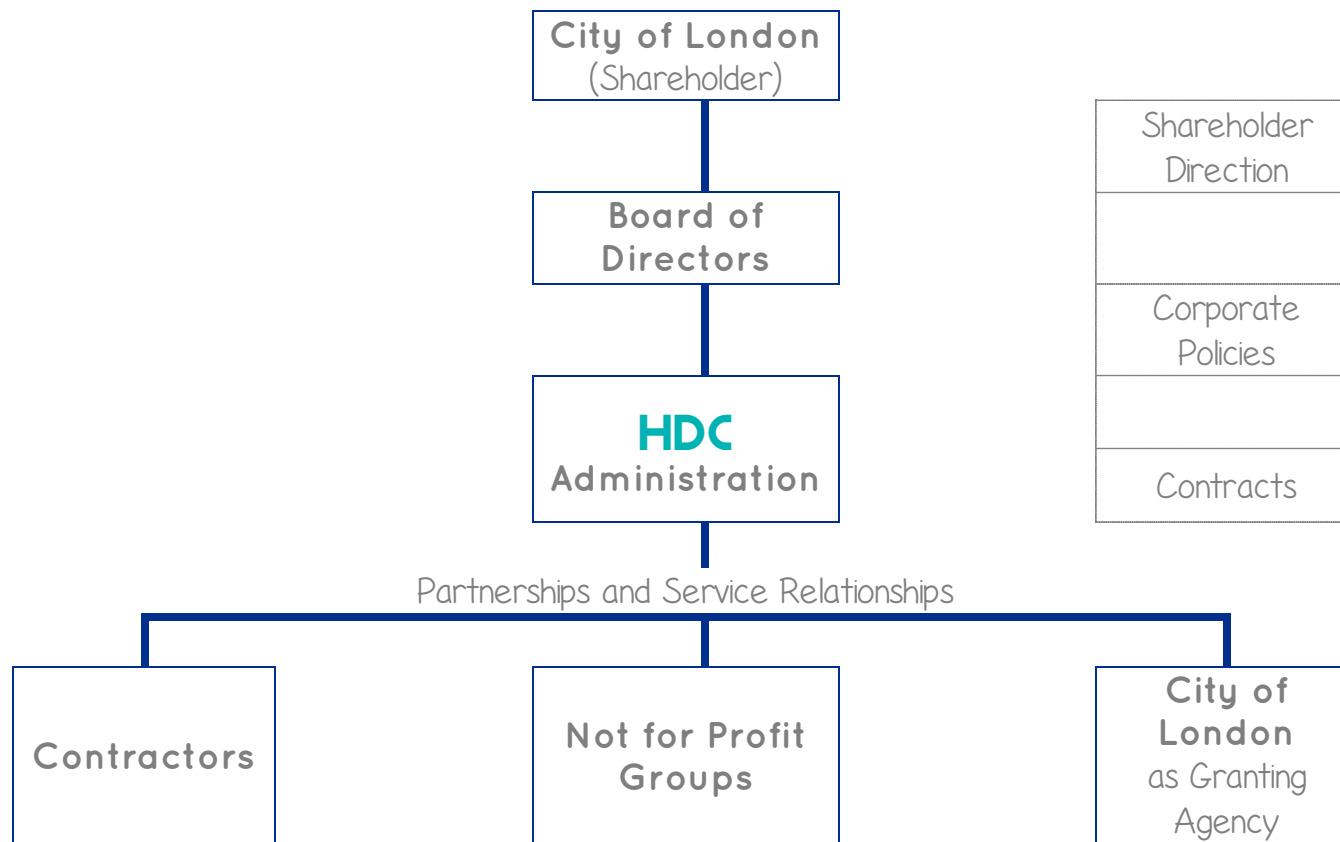 City of London
(Shareholder)
Shareholder
Direction
Board of
Directors
Corporate
Policies
HDC
Administration
Contracts
Partnerships and Service Relationships
Contractors
Not for Profit
Groups
City of
London
as Granting
Agency